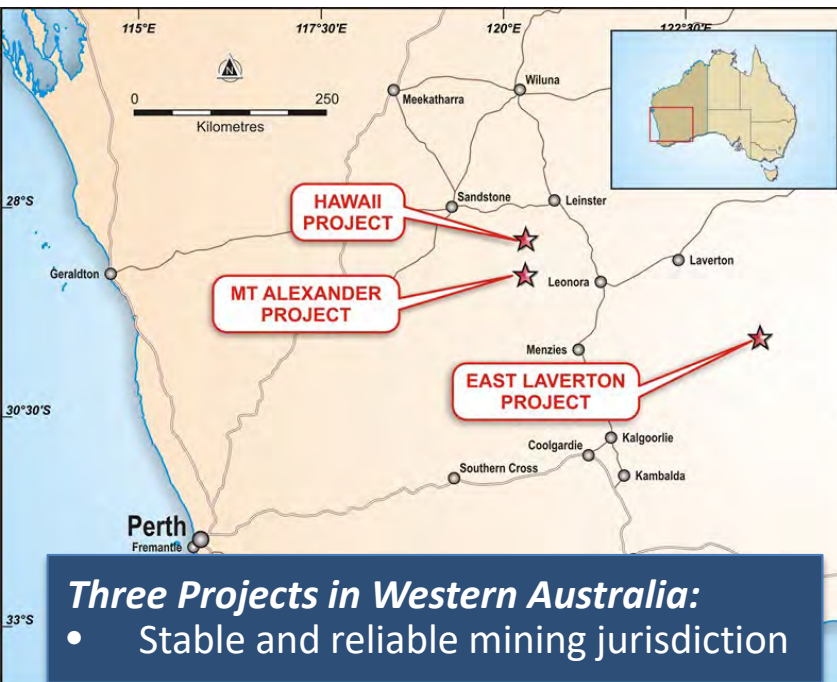 115°E
117°30'E
120°E
122°30'E
N
0
250
Kilometres
Wiluna
Meekatharra
28°S
Sandstone
Leinster
HAWAII
PROJECT
Geraldton
Laverton
Leonora
MT ALEXANDER
PROJECT
Menzies
EAST LAVERTON
PROJECT
30°30'S
Coolgardie
Kalgoorlie
Southern Cross
Kambalda
Perth
Fremantle
33°S
Three Projects in Western Australia:
• Stable and reliable mining jurisdiction